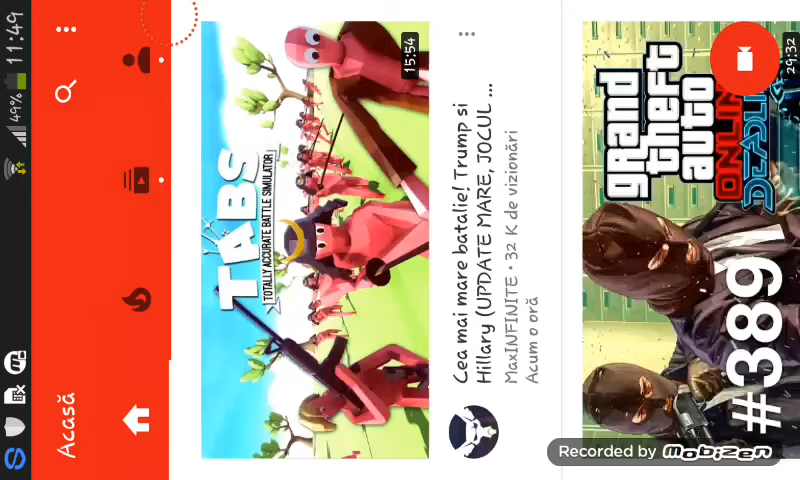 49% 11:49
Acasă
TABS
TOTALLY ACCURATE BATTLE SIMULATOR
15:54
Cea mai mare batalie! Trump si
Hillary (UPDATE MARE, JOCUL ...
MaxINFINITE • 32 K de vizionări
Acum o oră
grand
theft
auto
ONLINE
#389
29:32
Recorded by Mobizen